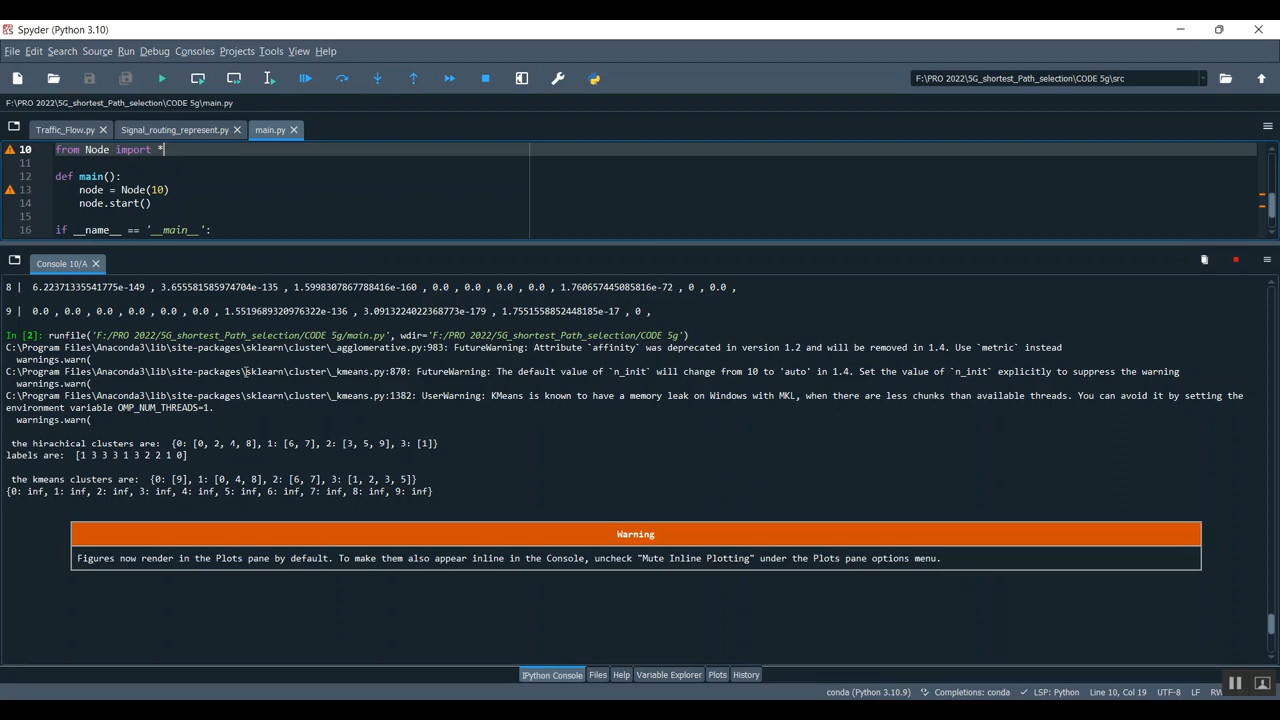 Spyder (Python 3.10)
File Edit Search Source Run Debug Consoles Projects Tools View Help
F:\PRO 2022\5G_shortest_Path_selection\CODE 5g\src
F:\PRO 2022\5G_shortest_Path_selection\CODE 5g\main.py
Traffic_Flow.py Signal_routing_represent.py main.py
10 from Node import *
11
12 def main():
13 node = Node(10)
14 node.start()
15
16 if __name__ == '__main__':
Console 10/A
8 | 6.22371335541775e-149 , 3.655581585974704e-135 , 1.5998307867788416e-160 , 0.0 , 0.0 , 0.0 , 0.0 , 1.760657445085816e-72 , 0 , 0.0 ,
9 | 0.0 , 0.0 , 0.0 , 0.0 , 0.0 , 1.5519689320976322e-136 , 3.0913224022368773e-179 , 1.7551558852448185e-17 , 0 ,
In [2]: runfile('F:/PRO 2022/5G_shortest_Path_selection/CODE 5g/main.py', wdir='F:/PRO 2022/5G_shortest_Path_selection/CODE 5g')
C:\Program Files\Anaconda3\lib\site-packages\sklearn\cluster\_agglomerative.py:983: FutureWarning: Attribute `affinity` was deprecated in version 1.2 and will be removed in 1.4. Use `metric` instead
warnings.warn(
C:\Program Files\Anaconda3\lib\site-packages\sklearn\cluster\_kmeans.py:870: FutureWarning: The default value of `n_init` will change from 10 to 'auto' in 1.4. Set the value of `n_init` explicitly to suppress the warning
warnings.warn(
C:\Program Files\Anaconda3\lib\site-packages\sklearn\cluster\_kmeans.py:1382: UserWarning: KMeans is known to have a memory leak on Windows with MKL, when there are less chunks than available threads. You can avoid it by setting the
environment variable OMP_NUM_THREADS=1.
warnings.warn(
the hirachical clusters are: {0: [0, 2, 4, 8], 1: [6, 7], 2: [3, 5, 9], 3: [1]}
labels are: [1 3 3 3 1 3 2 2 1 0]
the kmeans clusters are: {0: [9], 1: [0, 4, 8], 2: [6, 7], 3: [1, 2, 3, 5]}
{0: inf, 1: inf, 2: inf, 3: inf, 4: inf, 5: inf, 6: inf, 7: inf, 8: inf, 9: inf}
Warning
Figures now render in the Plots pane by default. To make them also appear inline in the Console, uncheck "Mute Inline Plotting" under the Plots pane options menu.
IPython Console Files Help Variable Explorer Plots History
conda (Python 3.10.9) Completions: conda LSP: Python Line 10, Col 19 UTF-8 LF